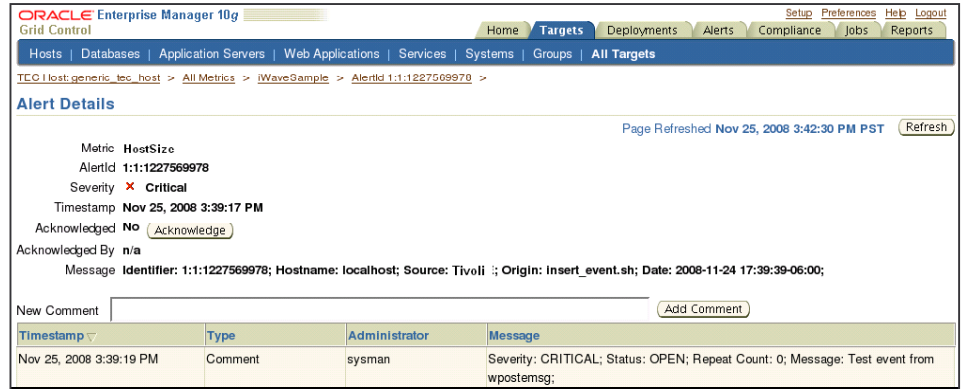 ORACLE Enterprise Manager 10g
Grid Control
Setup Preferences Help Logout
Home Targets Deployments Alerts Compliance Jobs Reports
Hosts | Databases | Application Servers | Web Applications | Services | Systems | Groups | All Targets
TEC Host: generic_tec_host > All Metrics > iWaveSample > AlertId 1:1:1227569978 >
Alert Details
Page Refreshed Nov 25, 2008 3:42:30 PM PST Refresh
Metric HostSize
AlertId 1:1:1227569978
Severity Critical
Timestamp Nov 25, 2008 3:39:17 PM
Acknowledged No Acknowledge
Acknowledged By n/a
Message Identifier: 1:1:1227569978; Hostname: localhost; Source: Tivoli ; Origin: insert_event.sh; Date: 2008-11-24 17:39:39-06:00;
New Comment Add Comment
Timestamp Type Administrator Message
Nov 25, 2008 3:39:19 PM Comment sysman Severity: CRITICAL; Status: OPEN; Repeat Count: 0; Message: Test event from
wpostemsg;